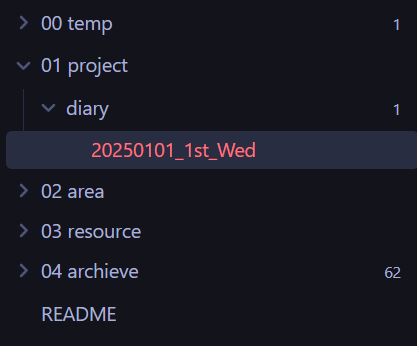 00 temp 1
01 project
diary 1
20250101_1st_Wed
02 area
03 resource
04 archieve 62
README